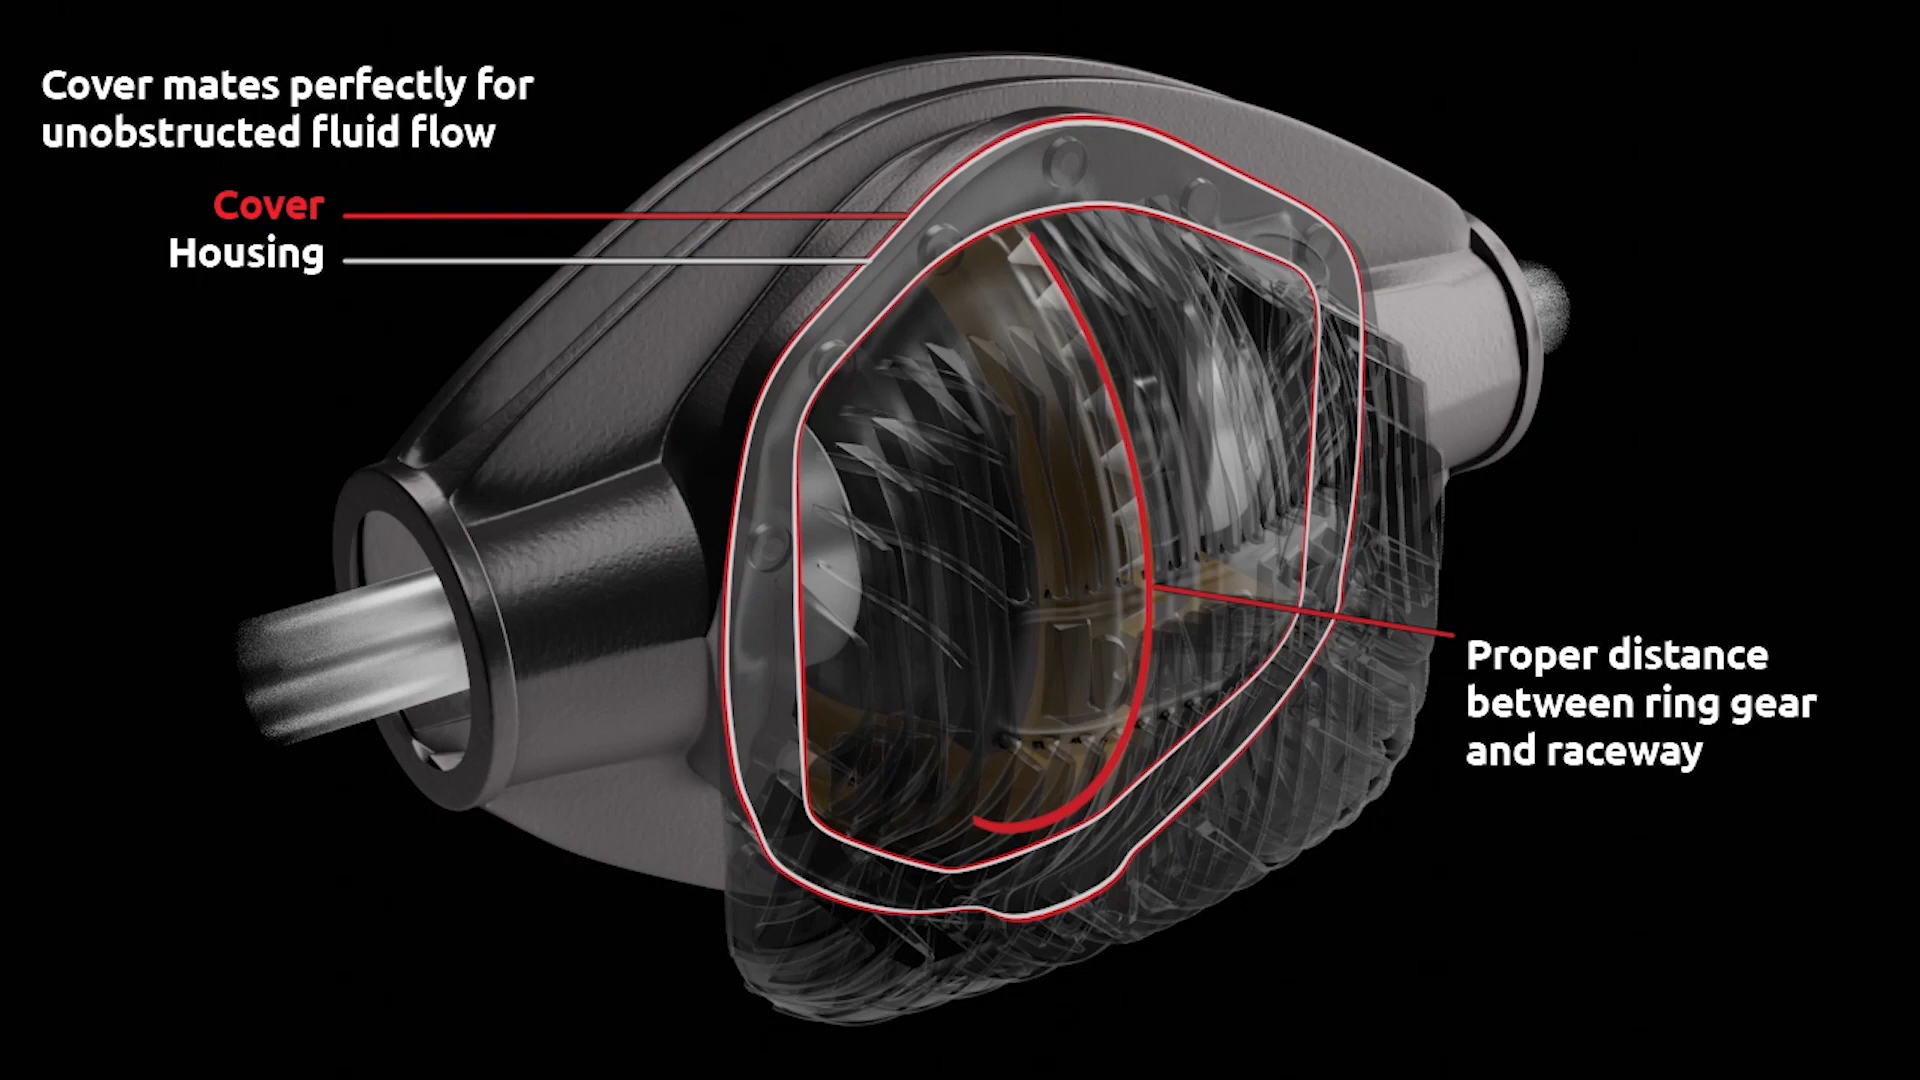 Cover mates perfectly for
unobstructed fluid flow
Cover
Housing
Proper distance
between ring gear
and raceway